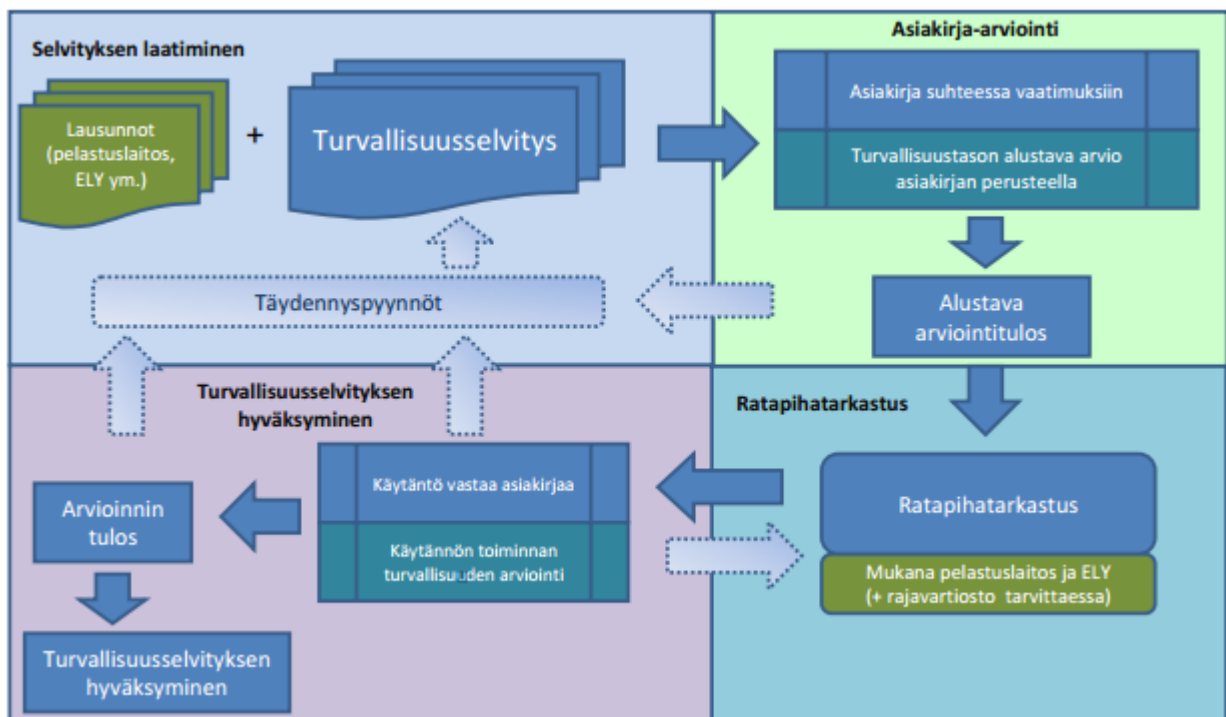 Selvityksen laatiminen
Lausunnot
(pelastuslaitos,
ELY ym.)
+
Turvallisuusselvitys
Täydennyspyynnöt
Asiakirja-arviointi
Asiakirja suhteessa vaatimuksiin
Turvallisuustason alustava arvio
asiakirjan perusteella
Alustava
arviointitulos
Turvallisuusselvityksen
hyväksyminen
Käytäntö vastaa asiakirjaa
Käytännön toiminnan
turvallisuuden arviointi
Arvioinnin
tulos
Turvallisuusselvityksen
hyväksyminen
Ratapihatarkastus
Ratapihatarkastus
Mukana pelastuslaitos ja ELY
(+ rajavartiosto tarvittaessa)